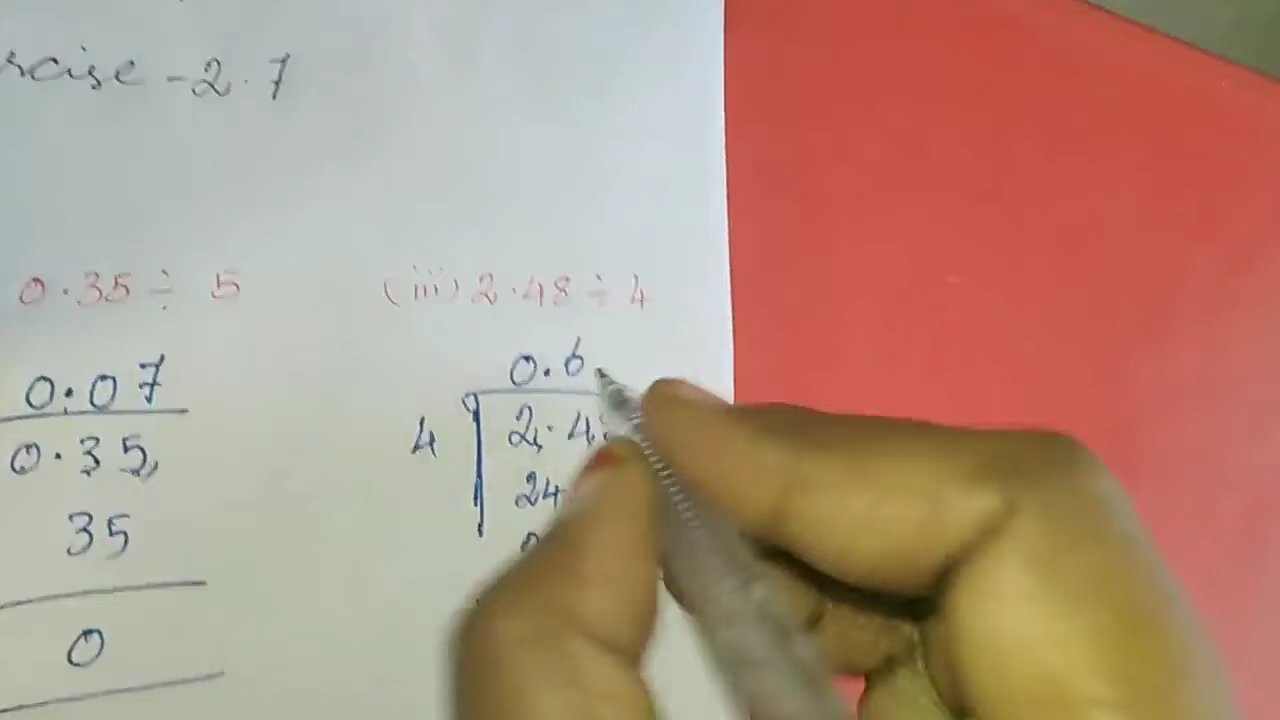 rcise - 2.7
0.35 ÷ 5
0.07
0.35
35
0
(iii) 2.48 ÷ 4
0.6
4
2.4
24